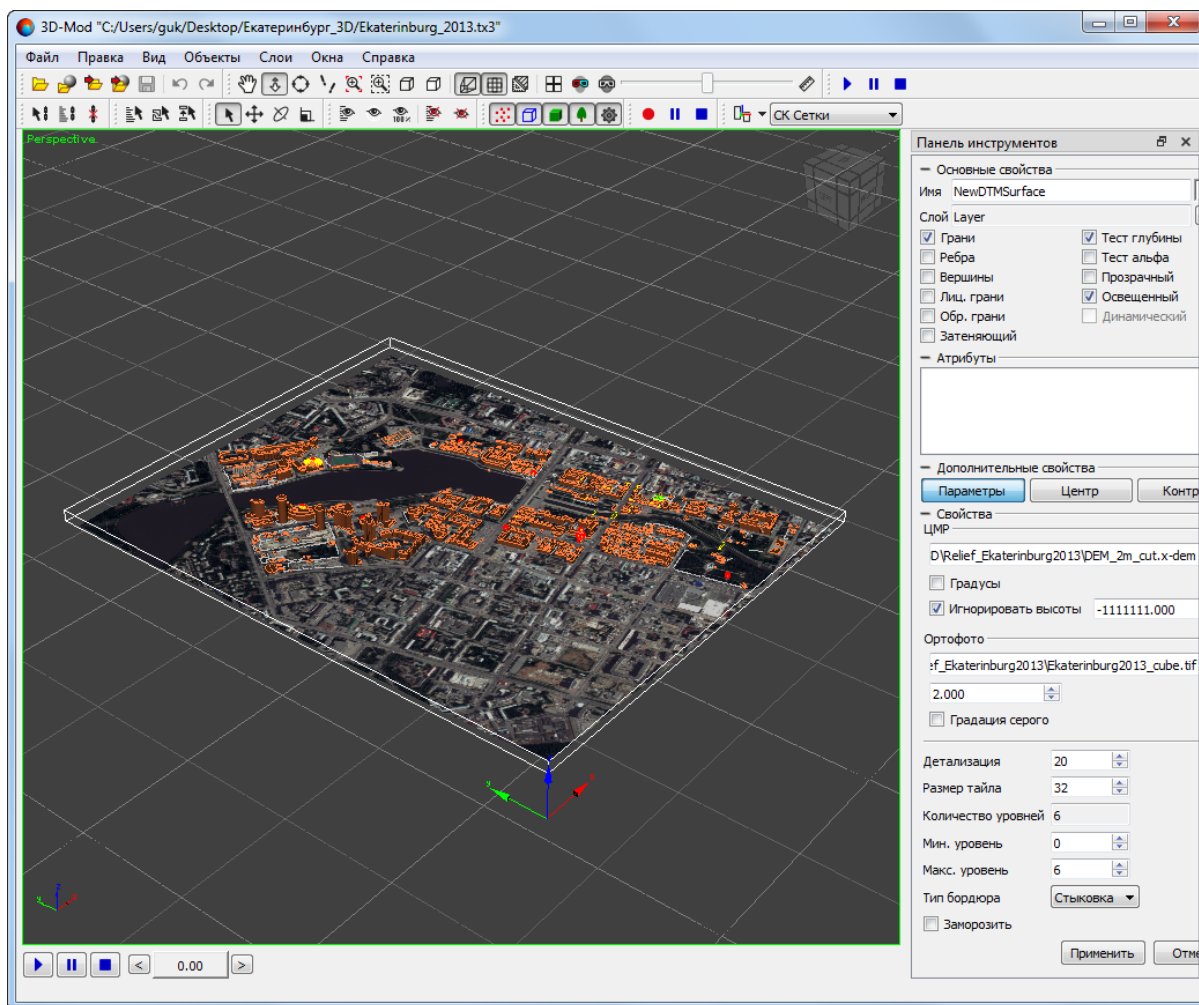 3D-Mod "C:/Users/guk/Desktop/Екатеринбург_3D/Ekaterinburg_2013.tx3"
Файл Правка Вид Объекты Слои Окна Справка
100%
СК Сетки
Perspective
Панель инструментов
Основные свойства
Имя NewDTMSurface
Слой Layer
Грани Тест глубины
Ребра Тест альфа
Вершины Прозрачный
Лиц. грани Освещенный
Обр. грани Динамический
Затеняющий
Атрибуты
Дополнительные свойства
Параметры Центр Контр
Свойства
ЦМР
D\Relief_Ekaterinburg2013\DEM_2m_cut.x-dem
Градусы
Игнорировать высоты -1111111.000
Ортофото
ef_Ekaterinburg2013\Ekaterinburg2013_cube.tif
2.000
Градация серого
Детализация 20
Размер тайла 32
Количество уровней 6
Мин. уровень 0
Макс. уровень 6
Тип бордюра Стыковка
Заморозить
Применить Отме
< 0.00 >